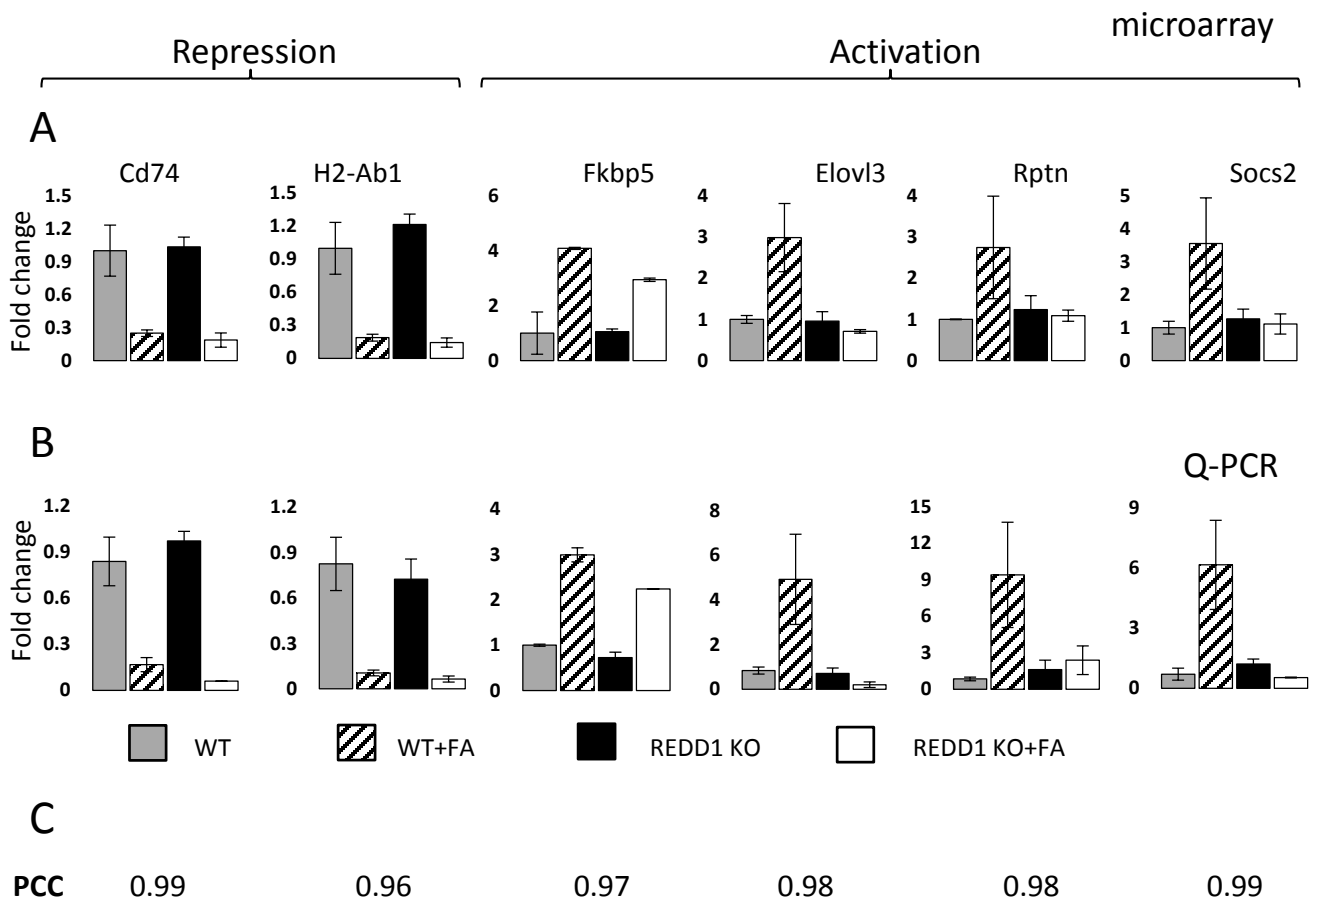 microarray
Repression Activation
A
Cd74 H2-Ab1 Fkbp5 Elovl3 Rptn Socs2
Fold change
1.5 1.2 0.9 0.6 0.3 0
1.5 1.2 0.9 0.6 0.3 0
6 4 2 0
4 3 2 1 0
4 3 2 1 0
5 4 3 2 1 0
B
Q-PCR
Fold change
1.2 0.9 0.6 0.3 0
1.2 0.9 0.6 0.3 0
4 3 2 1 0
8 6 4 2 0
15 12 9 6 3 0
9 6 3 0
WT WT+FA REDD1 KO REDD1 KO+FA
C
PCC 0.99 0.96 0.97 0.98 0.98 0.99